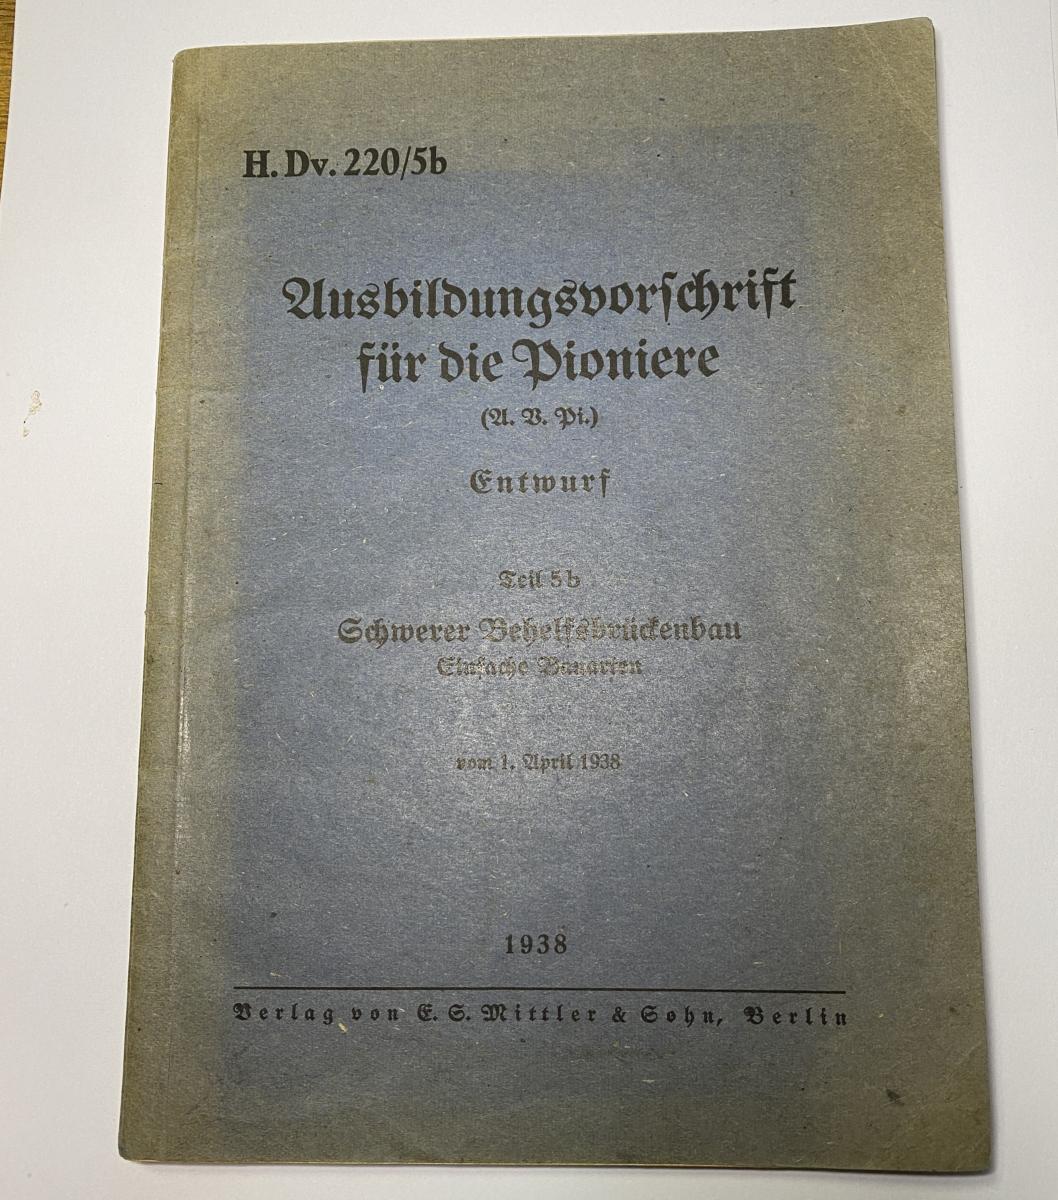 H. Dv. 220/5b
Ausbildungsvorschrift
für die Pioniere
(A. V. Pi.)
Entwurf
Teil 5b
Schwerer Behelfsbrückenbau
Einfache Bauarten
vom 1. April 1938
1938
Verlag von E. S. Mittler & Sohn, Berlin